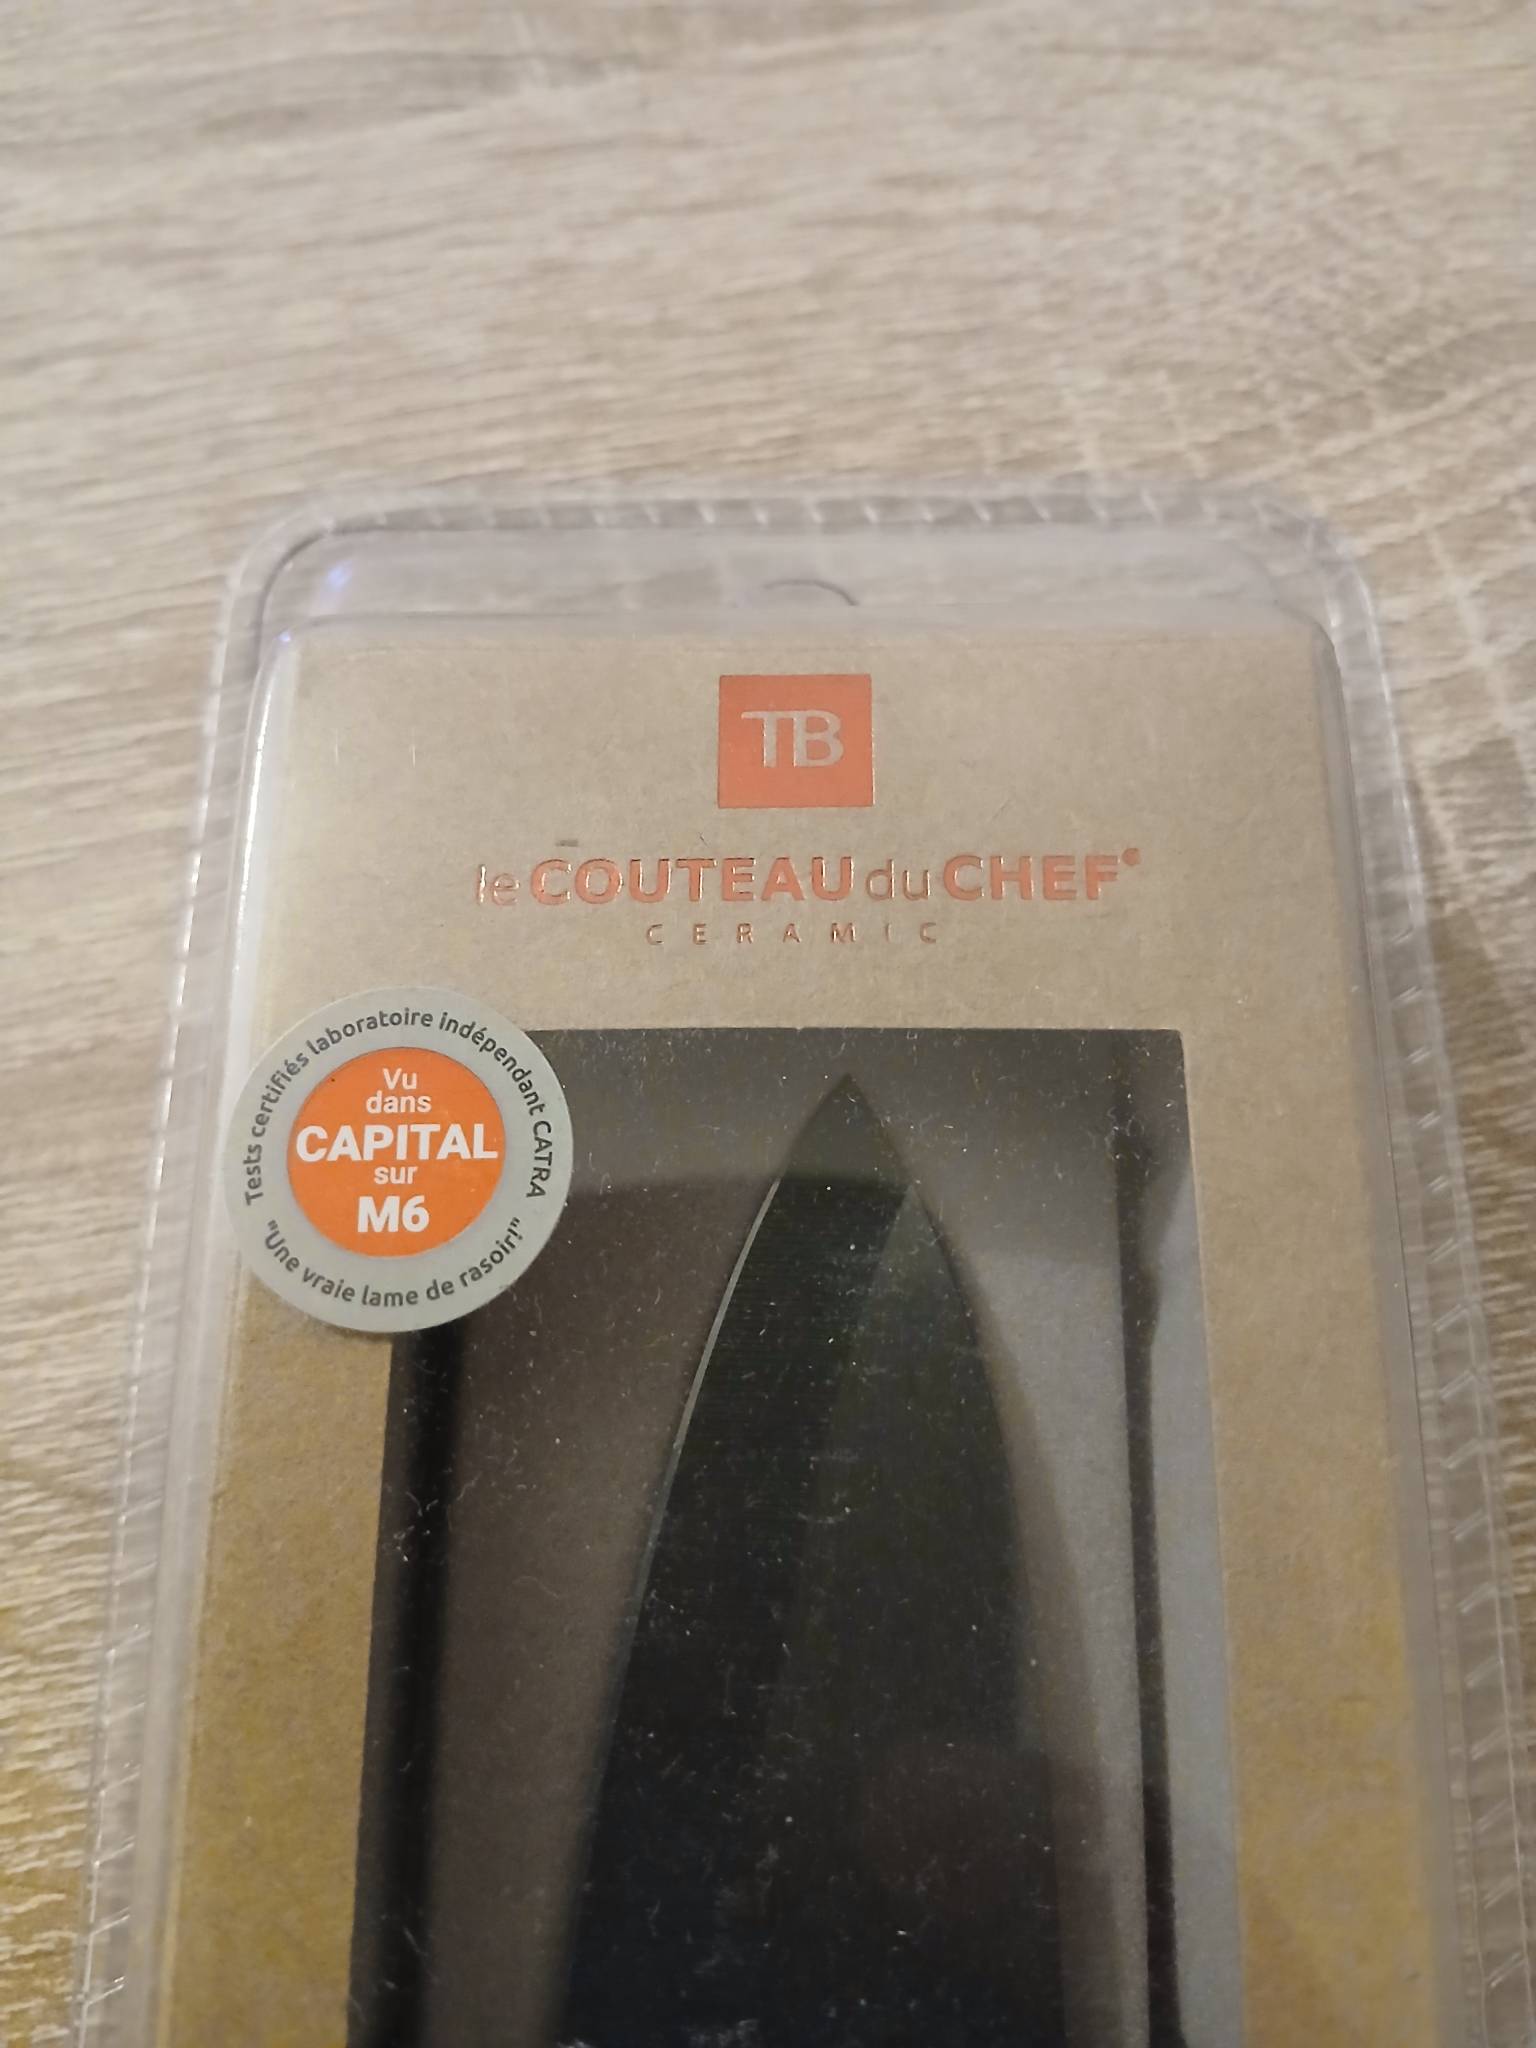 TB
le COUTEAU du CHEF®
CERAMIC
Tests certifiés laboratoire indépendant CATRA
Vu
dans
CAPITAL
sur
M6
"Une vraie lame de rasoir!"